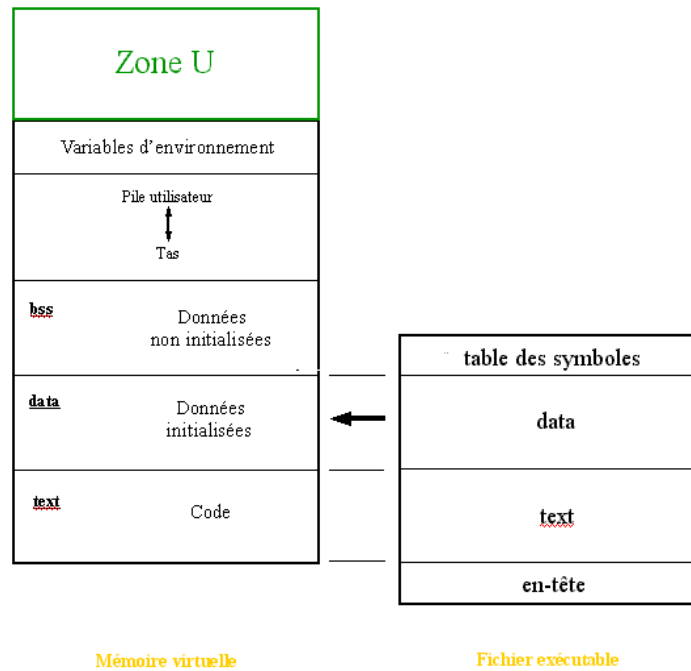 Zone U
Variables d'environnement
Pile utilisateur
Tas
bss
Données
non initialisées
data
Données
initialisées
text
Code
table des symboles
data
text
en-tête
Mémoire virtuelle
Fichier exécutable